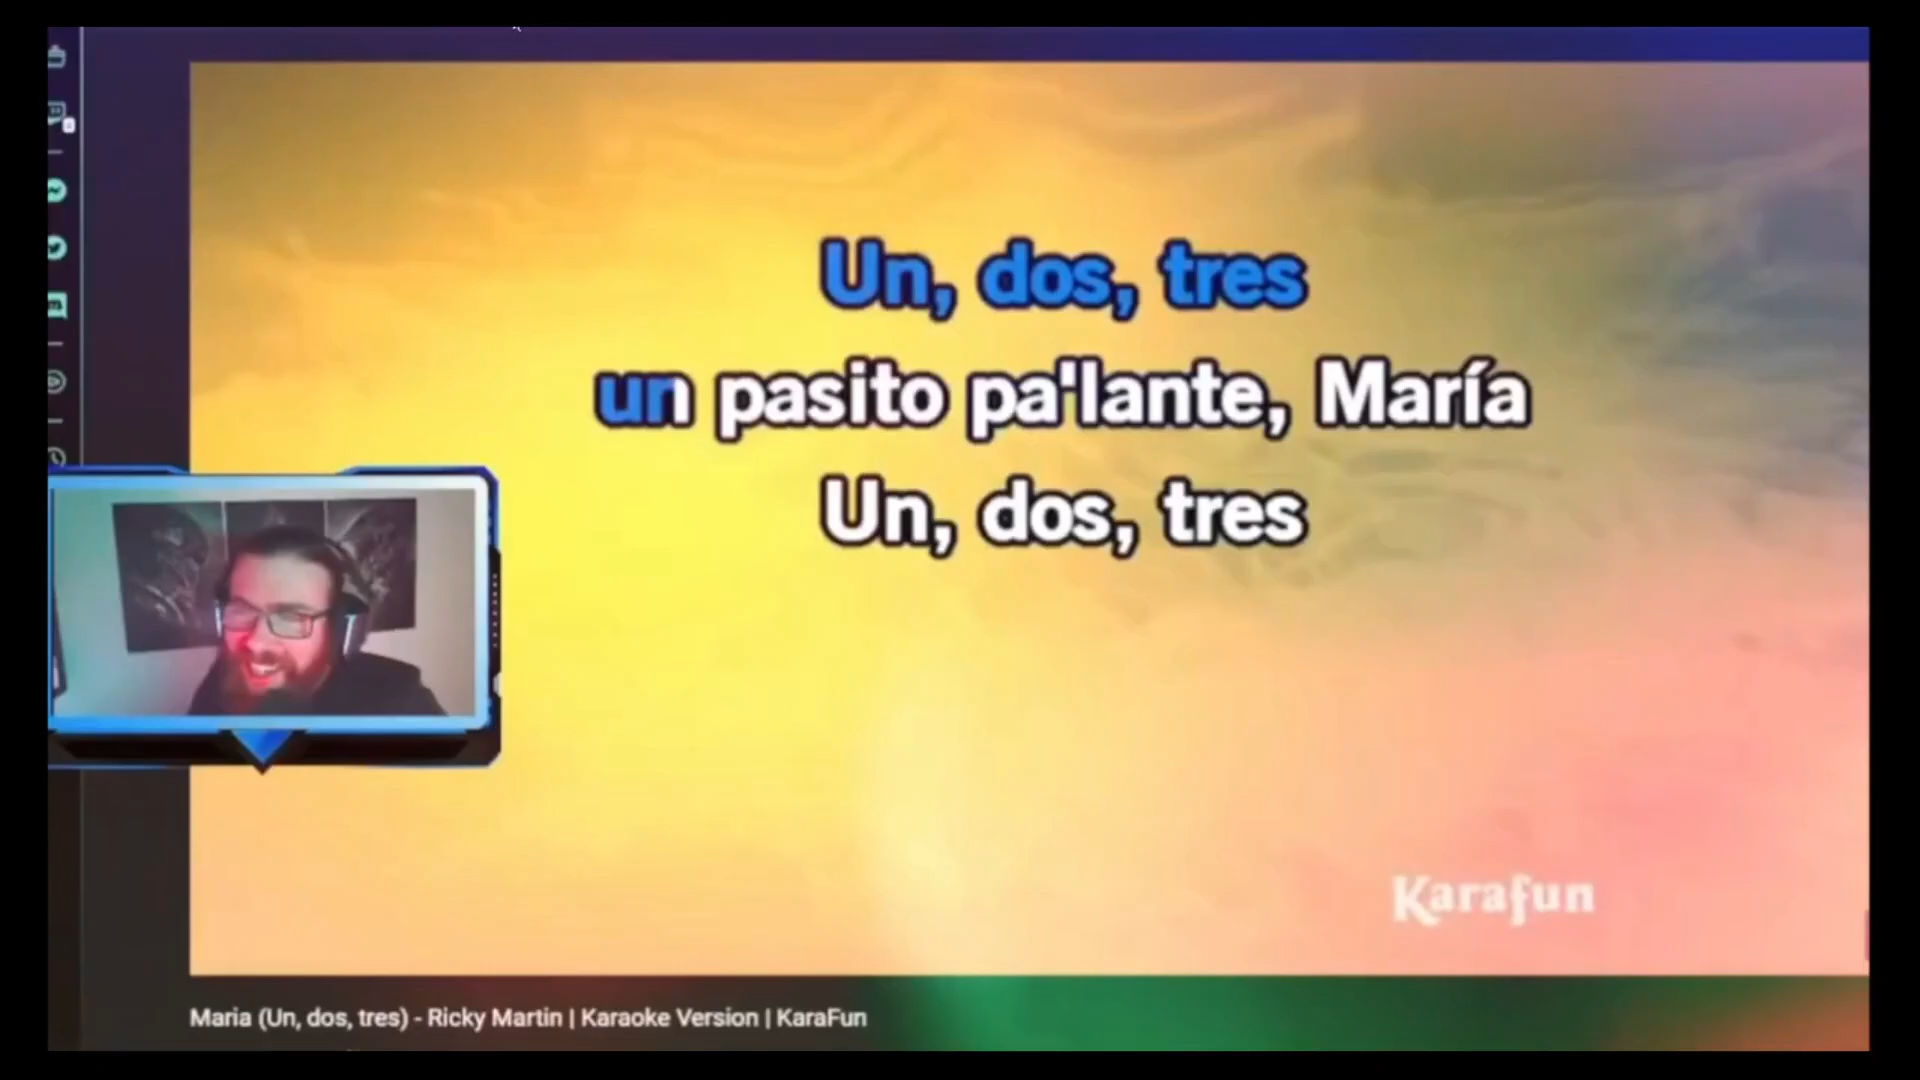 Un, dos, tres
un pasito pa'lante, María
Un, dos, tres
Karafun
Maria (Un, dos, tres) - Ricky Martin | Karaoke Version | KaraFun